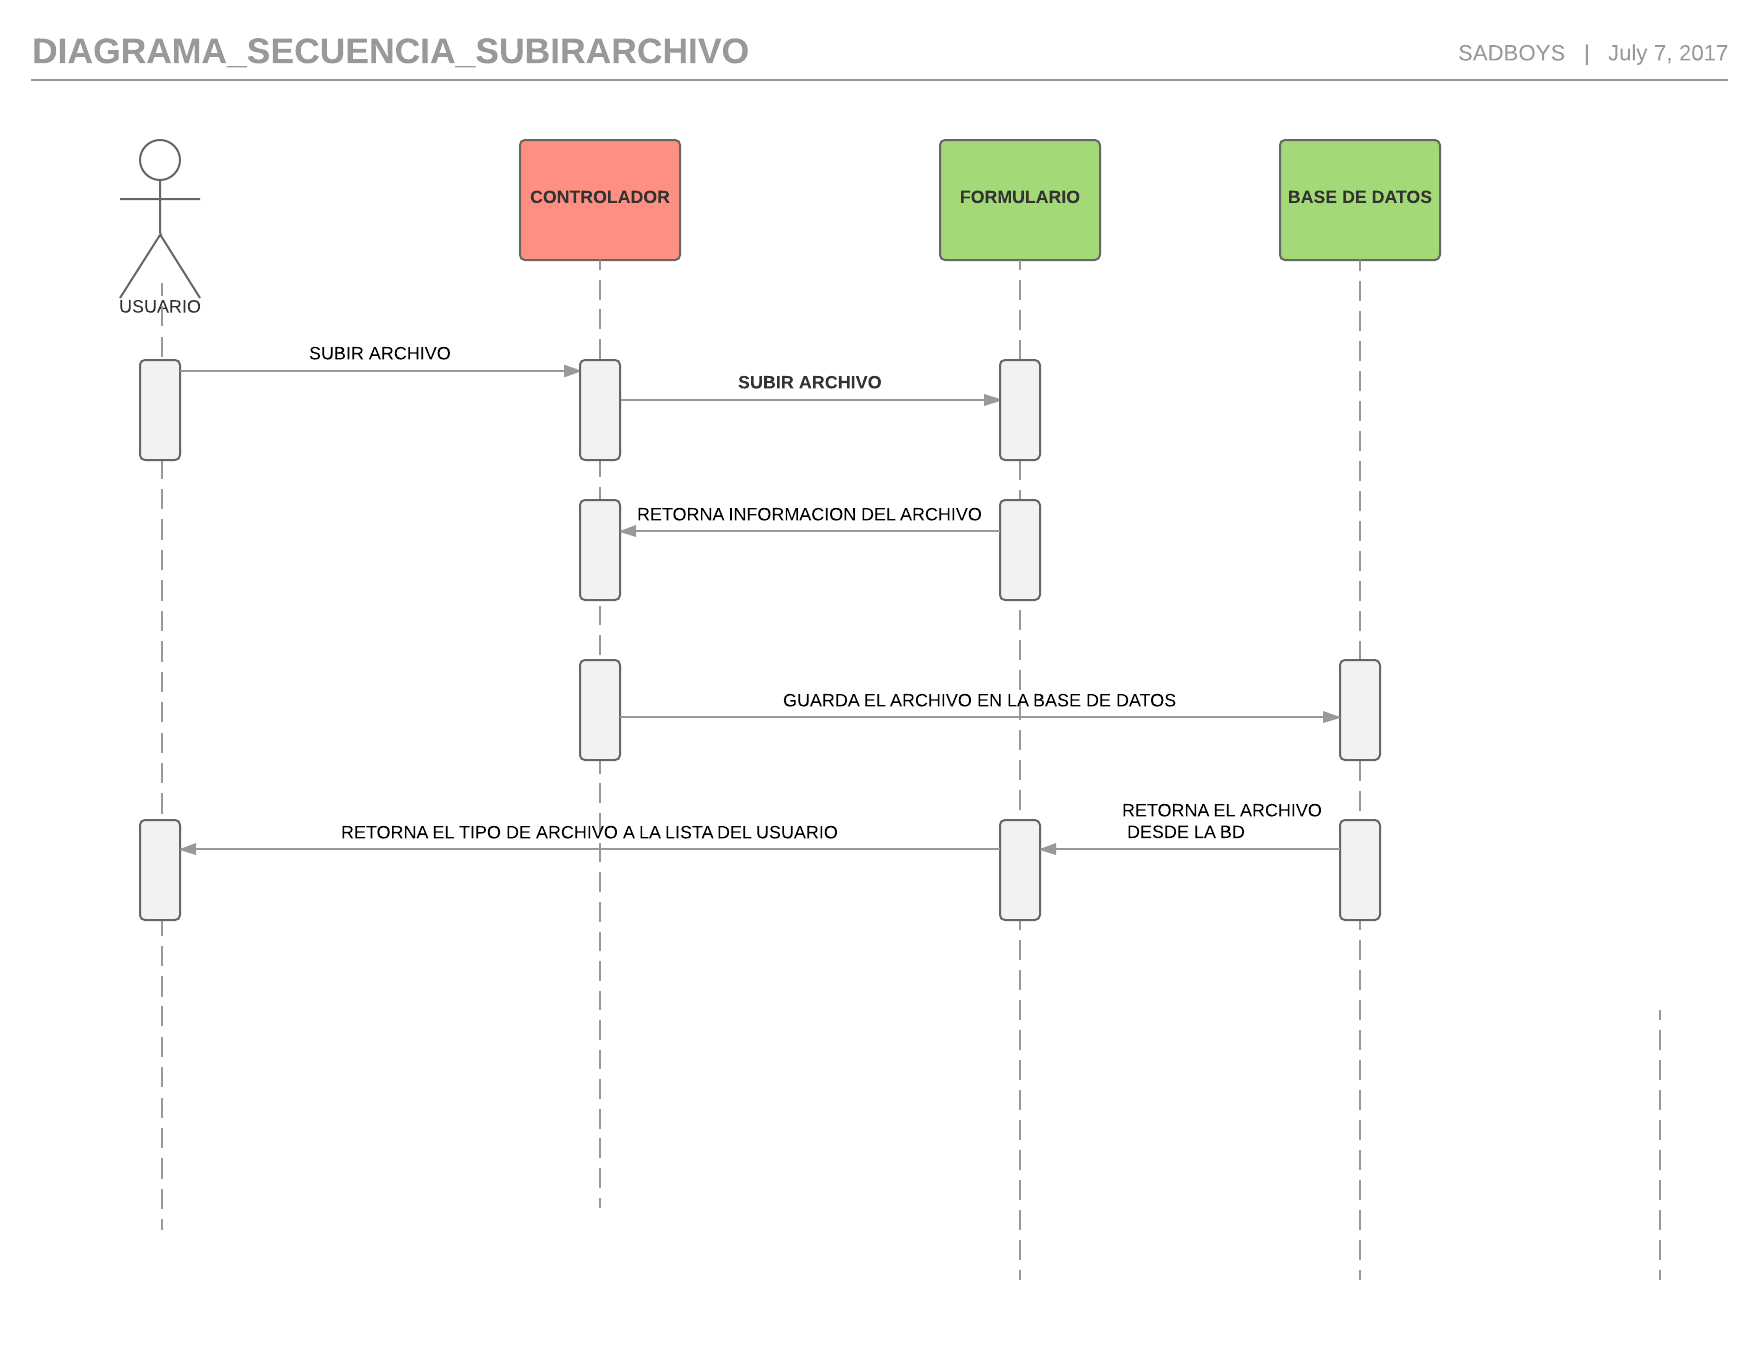 DIAGRAMA_SECUENCIA_SUBIRARCHIVO
SADBOYS | July 7, 2017
CONTROLADOR
FORMULARIO
BASE DE DATOS
USUARIO
SUBIR ARCHIVO
SUBIR ARCHIVO
RETORNA INFORMACION DEL ARCHIVO
GUARDA EL ARCHIVO EN LA BASE DE DATOS
RETORNA EL ARCHIVO
DESDE LA BD
RETORNA EL TIPO DE ARCHIVO A LA LISTA DEL USUARIO